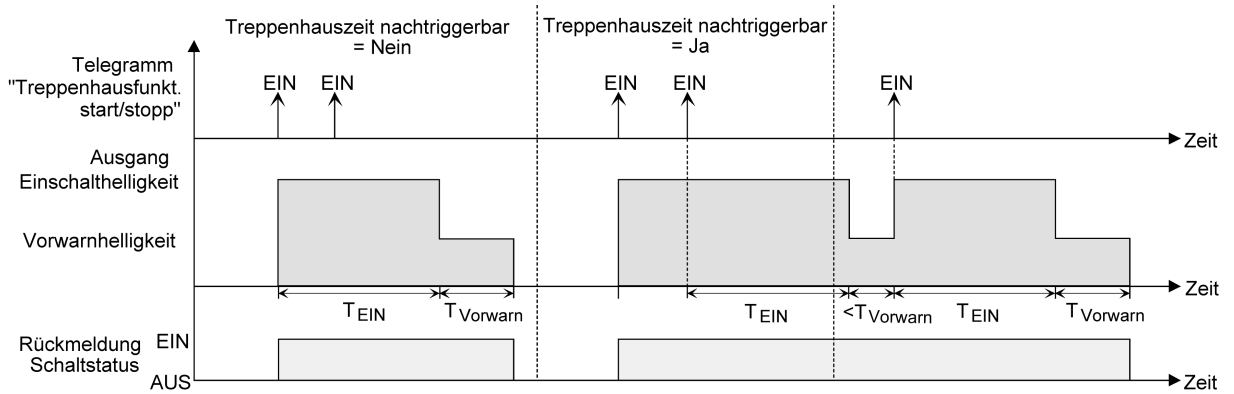 Treppenhauszeit nachtriggerbar
= Nein
Treppenhauszeit nachtriggerbar
= Ja
Telegramm
"Treppenhausfunkt.
start/stopp"
EIN
EIN
EIN
EIN
EIN
Zeit
Ausgang
Einschalthelligkeit
Vorwarnhelligkeit
Zeit
TEIN
TVorwarn
TEIN
<TVorwarn
TEIN
TVorwarn
Rückmeldung
Schaltstatus
EIN
AUS
Zeit